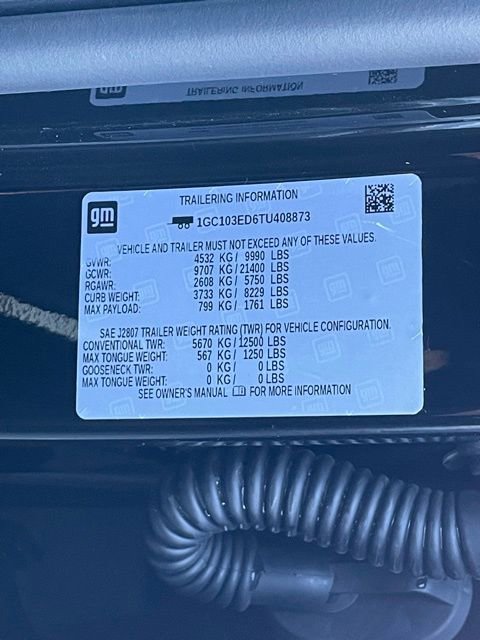 TRAILERING INFORMATION
gm
TRAILERING INFORMATION
1GC103ED6TU408873
VEHICLE AND TRAILER MUST NOT EXCEED ANY OF THESE VALUES.
GVWR: 4532 KG / 9990 LBS
GCWR: 9707 KG / 21400 LBS
RGAWR: 2608 KG / 5750 LBS
CURB WEIGHT: 3733 KG / 8229 LBS
MAX PAYLOAD: 799 KG / 1761 LBS
SAE J2807 TRAILER WEIGHT RATING (TWR) FOR VEHICLE CONFIGURATION.
CONVENTIONAL TWR: 5670 KG / 12500 LBS
MAX TONGUE WEIGHT: 567 KG / 1250 LBS
GOOSENECK TWR: 0 KG / 0 LBS
MAX TONGUE WEIGHT: 0 KG / 0 LBS
SEE OWNER'S MANUAL FOR MORE INFORMATION